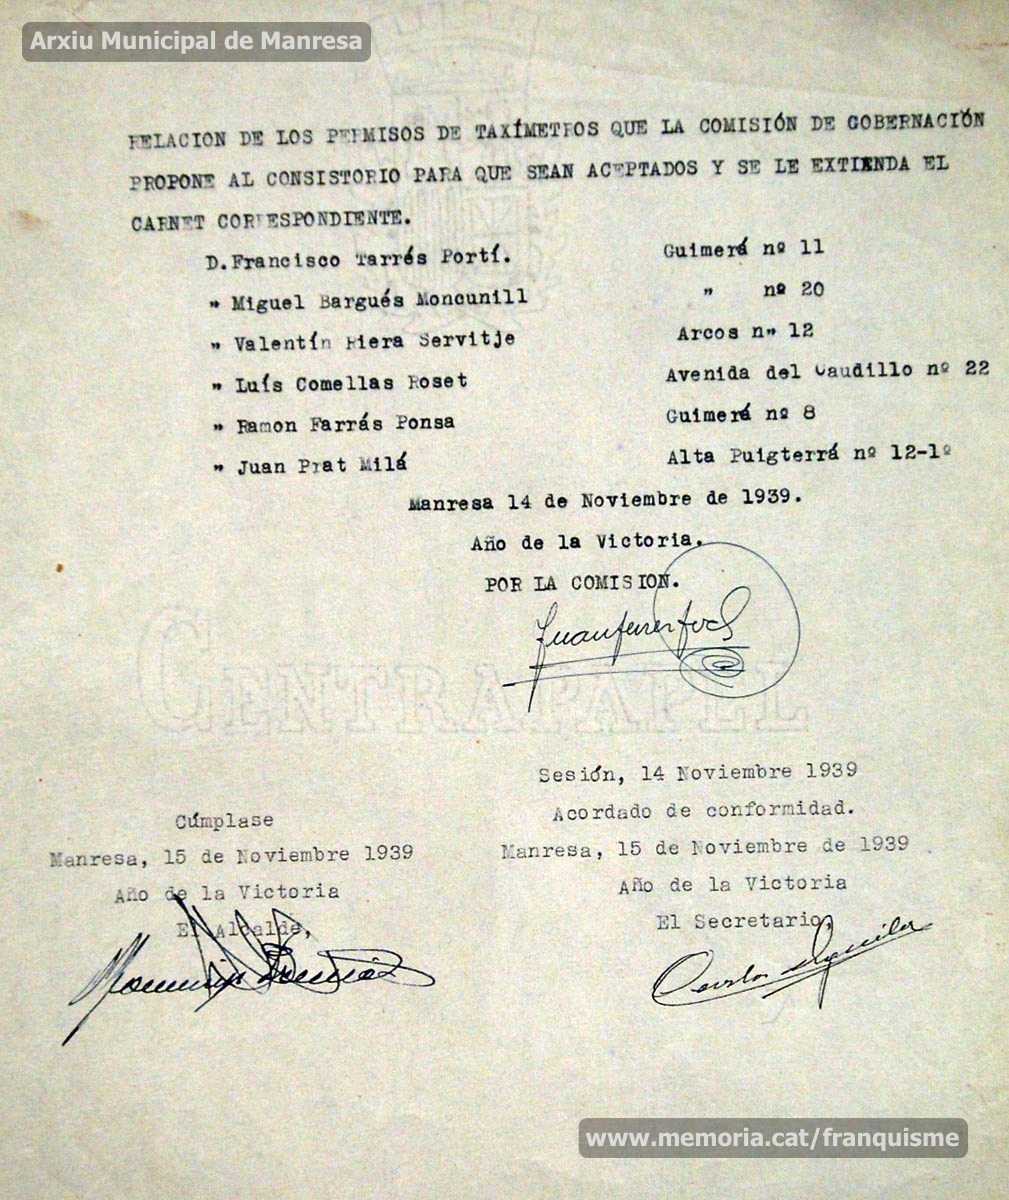 Arxiu Municipal de Manresa
RELACION DE LOS PERMISOS DE TAXÍMETROS QUE LA COMISIÓN DE GOBERNACIÓN
PROPONE AL CONSISTORIO PARA QUE SEAN ACEPTADOS Y SE LE EXTIENDA EL
CARNET CORRESPONDIENTE.
D. Francisco Tarrés Portí. Guimerá nº 11
" Miguel Bargués Moncunill " nº 20
" Valentín Riera Servitje Arcos n" 12
" Luís Comellas Roset Avenida del Caudillo nº 22
" Ramon Farrás Ponsa Guimerá nº 8
" Juan Prat Milá Alta Puigterrá nº 12-1º
Manresa 14 de Noviembre de 1939.
Año de la Victoria.
POR LA COMISION.
CENTRAPAPEL
Sesión, 14 Noviembre 1939
Acordado de conformidad.
Manresa, 15 de Noviembre de 1939
Año de la Victoria
El Secretario,
Cúmplase
Manresa, 15 de Noviembre 1939
Año de la Victoria
El Alcalde,
www.memoria.cat/franquisme